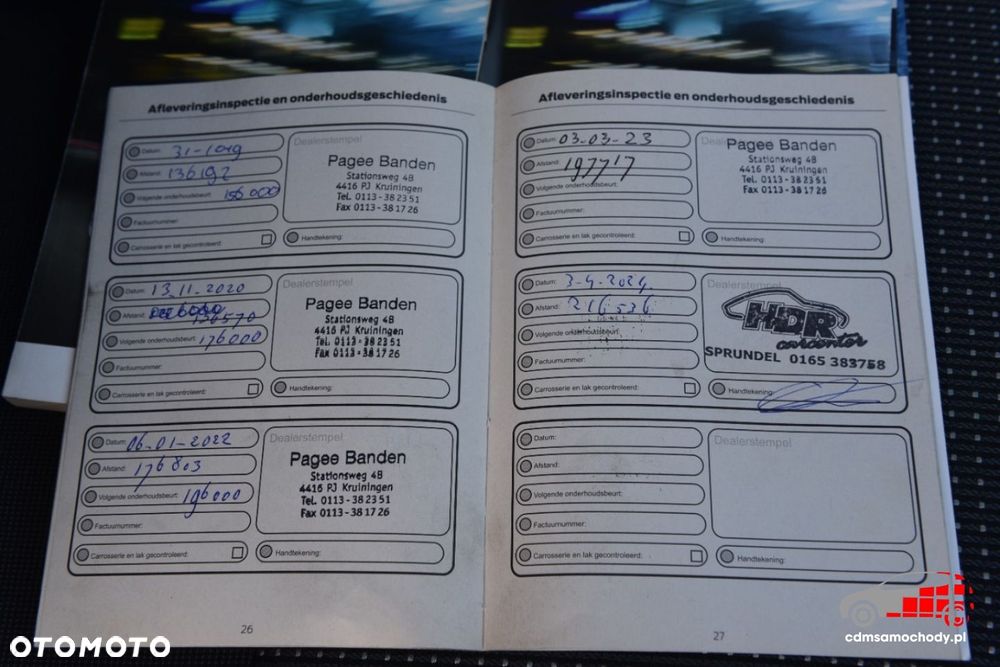 Afleveringsinspectie en onderhoudsgeschiedenis
Datum: 31-1019
Afstand: 136192
Volgende onderhoudsbeurt: 156000
Factuurnummer:
Carrosserie en lak gecontroleerd:
Dealerstempel
Pagee Banden
Stationsweg 4B
4416 PJ Kruiningen
Tel. 0113-38 23 51
Fax 0113-38 17 26
Handtekening:
Datum: 13.11.2020
Afstand: 156570
Volgende onderhoudsbeurt: 176000
Factuurnummer:
Carrosserie en lak gecontroleerd:
Dealerstempel
Pagee Banden
Stationsweg 4B
4416 PJ Kruiningen
Tel. 0113-38 23 51
Fax 0113-38 17 26
Handtekening:
Datum: 06-01-2022
Afstand: 176803
Volgende onderhoudsbeurt: 196000
Factuurnummer:
Carrosserie en lak gecontroleerd:
Dealerstempel
Pagee Banden
Stationsweg 4B
4416 PJ Kruiningen
Tel. 0113-38 23 51
Fax 0113-38 17 26
Handtekening:
26
Afleveringsinspectie en onderhoudsgeschiedenis
Datum: 03-03-23
Afstand: 197717
Volgende onderhoudsbeurt:
Factuurnummer:
Carrosserie en lak gecontroleerd:
Pagee Banden
Stationsweg 4B
4416 PJ Kruiningen
Tel. 0113-38 23 51
Fax 0113-38 17 26
Handtekening:
Datum: 3-4-2024.
Afstand: 216536
Volgende onderhoudsbeurt:
Factuurnummer:
Carrosserie en lak gecontroleerd:
Dealerstempel
HDR
carcenter
SPRUNDEL 0165 383758
Handtekening:
Datum:
Afstand:
Volgende onderhoudsbeurt:
Factuurnummer:
Carrosserie en lak gecontroleerd:
Dealerstempel
Handtekening:
27
OTOMOTO
cdmsamochody.pl